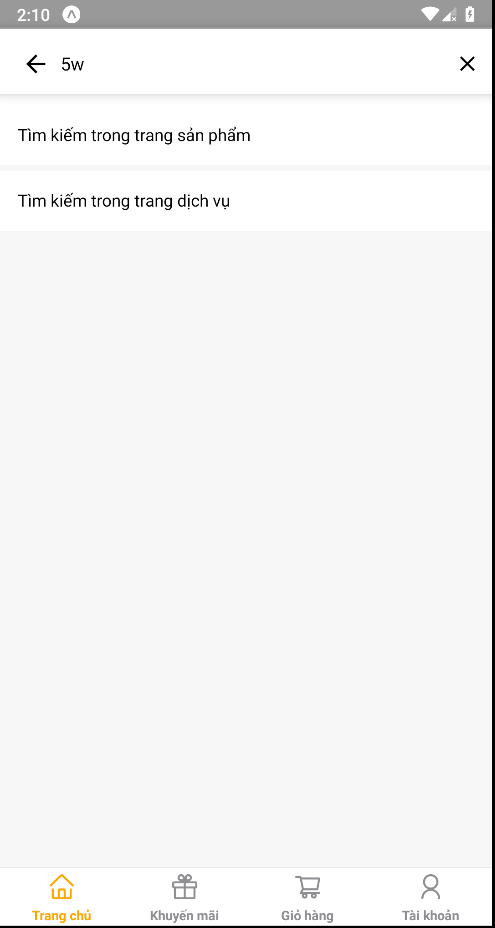 2:10
5w
Tìm kiếm trong trang sản phẩm
Tìm kiếm trong trang dịch vụ
Trang chủ
Khuyến mãi
Giỏ hàng
Tài khoản